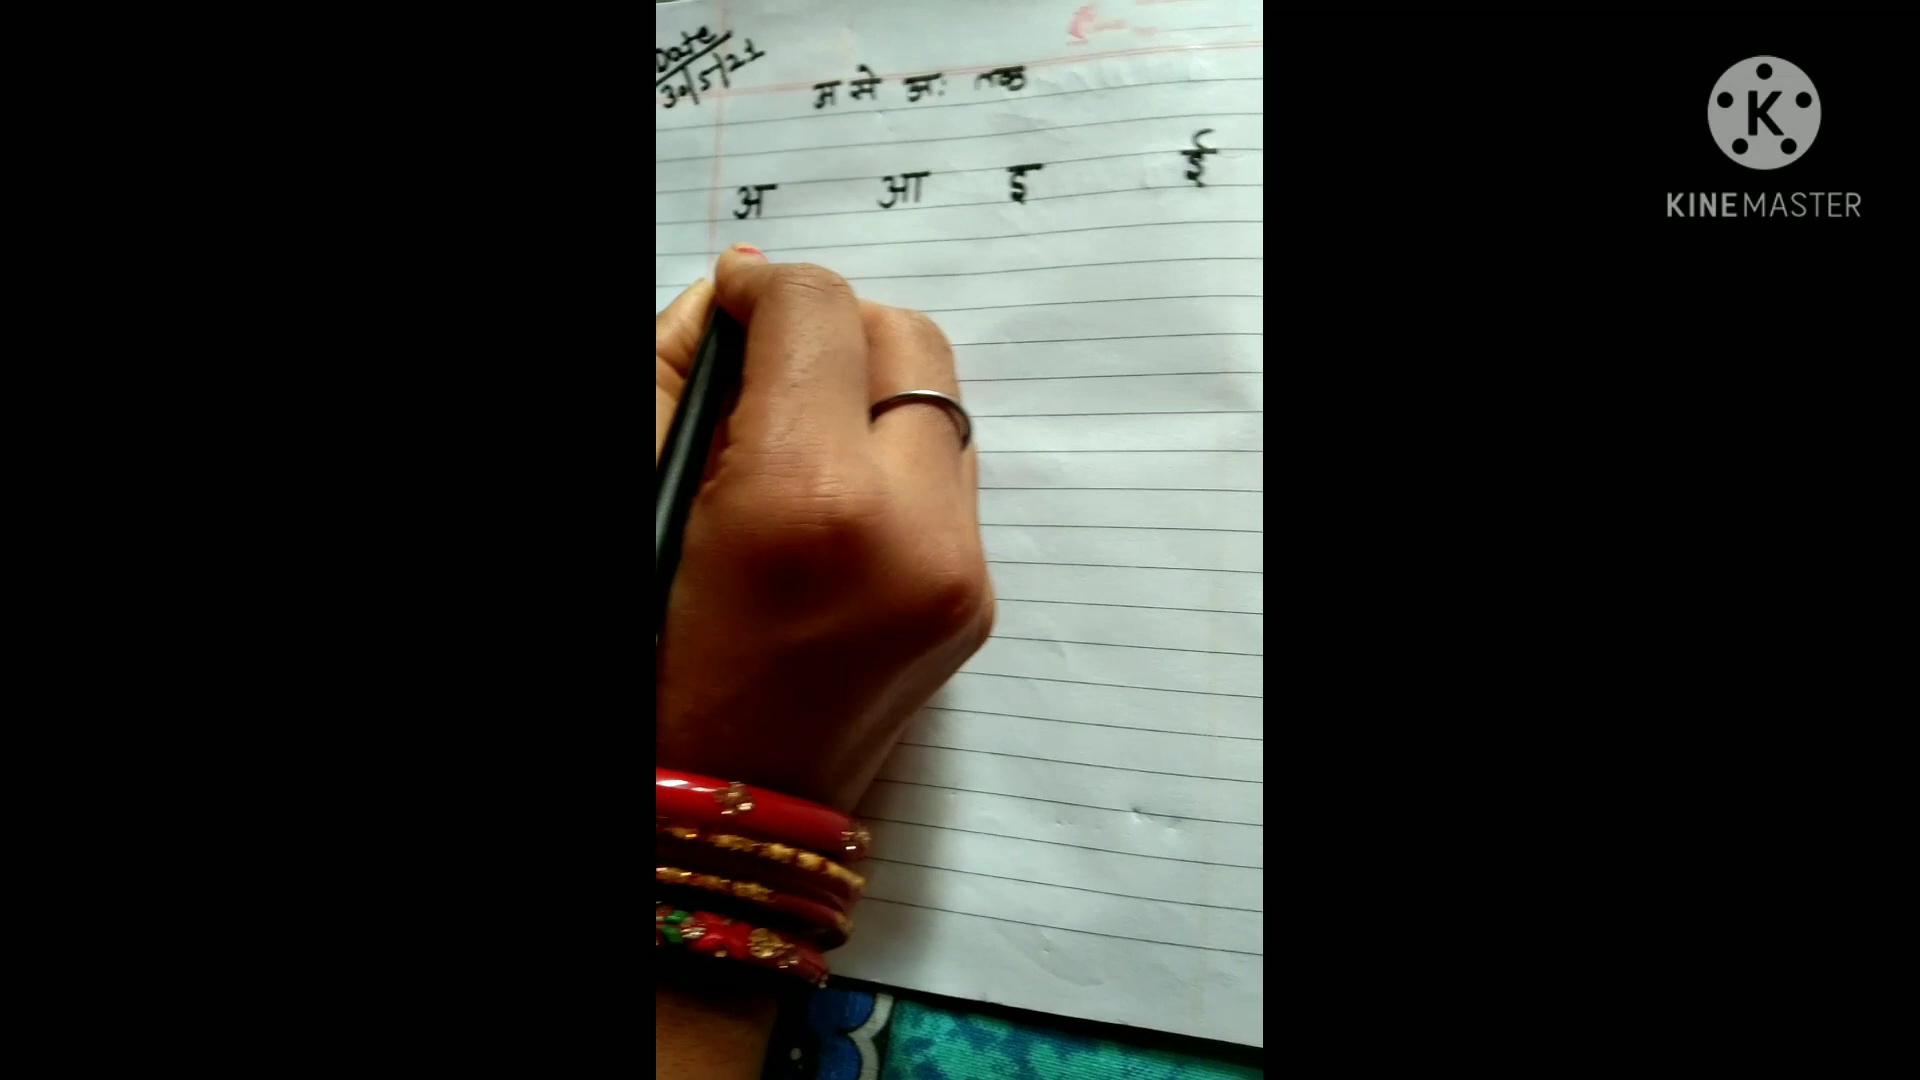 Date
30/5/21
अ से अः तक
अ आ इ ई
K
KINEMASTER